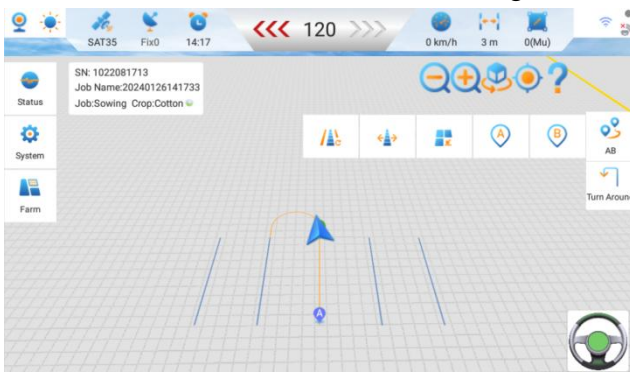 SAT35
Fix0
14:17
120
0 km/h
3 m
0(Mu)
SN: 1022081713
Job Name:20240126141733
Job:Sowing Crop:Cotton
Status
System
Farm
?
A
B
AB
Turn Aroun
A